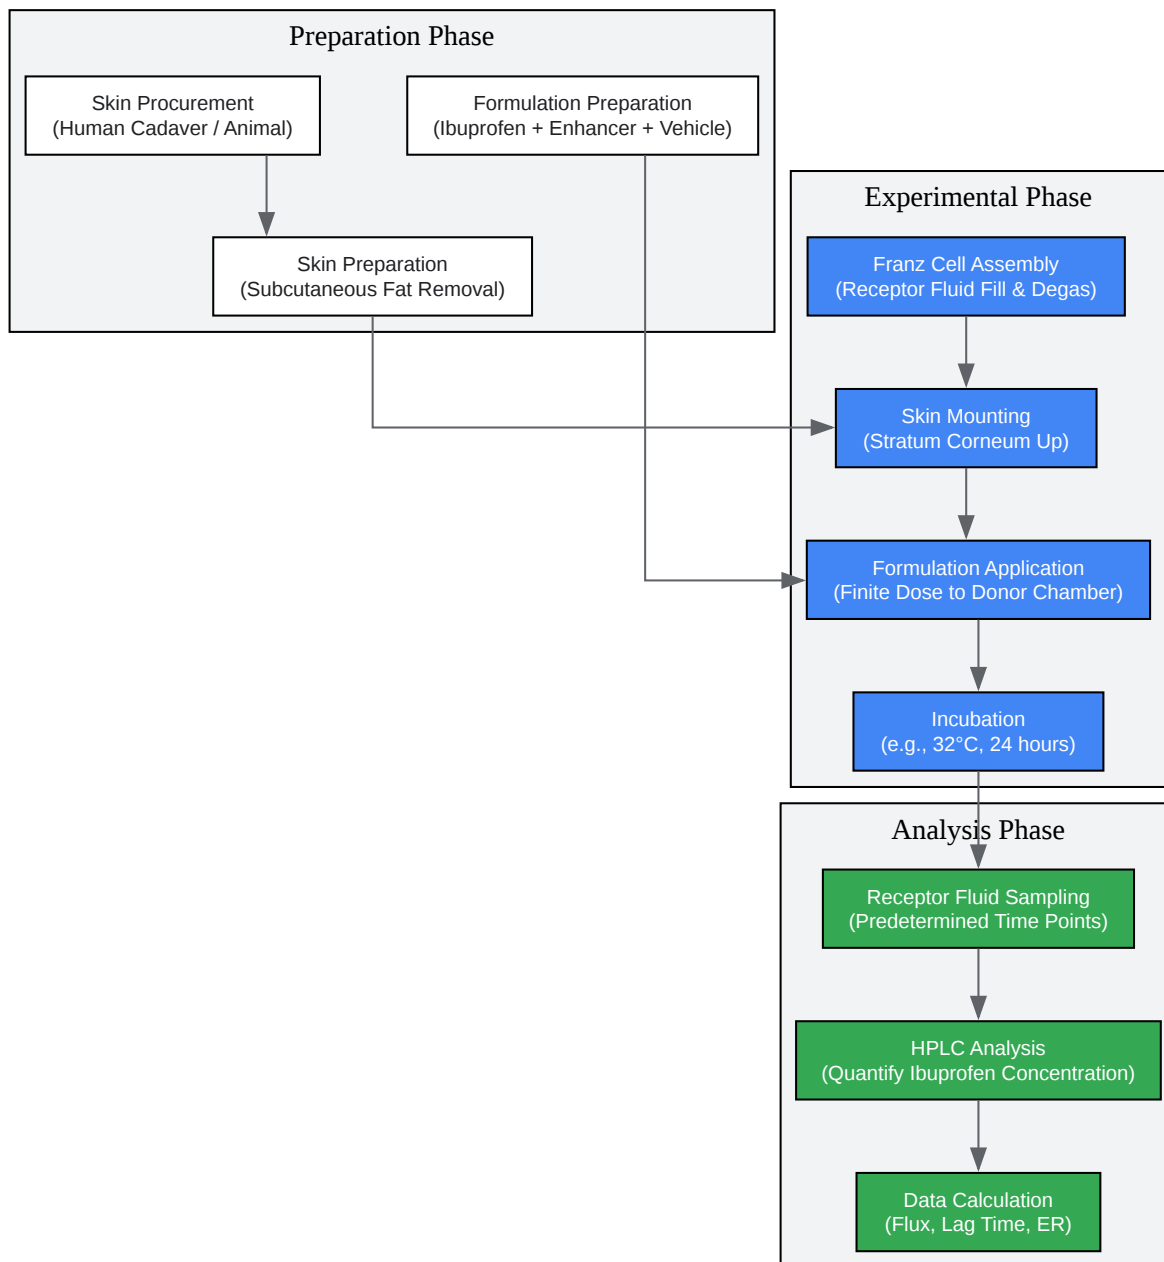 Preparation Phase
Skin Procurement
(Human Cadaver / Animal)
Formulation Preparation
(Ibuprofen + Enhancer + Vehicle)
Skin Preparation
(Subcutaneous Fat Removal)
Experimental Phase
Franz Cell Assembly
(Receptor Fluid Fill & Degas)
Skin Mounting
(Stratum Corneum Up)
Formulation Application
(Finite Dose to Donor Chamber)
Incubation
(e.g., 32°C, 24 hours)
Analysis Phase
Receptor Fluid Sampling
(Predetermined Time Points)
HPLC Analysis
(Quantify Ibuprofen Concentration)
Data Calculation
(Flux, Lag Time, ER)